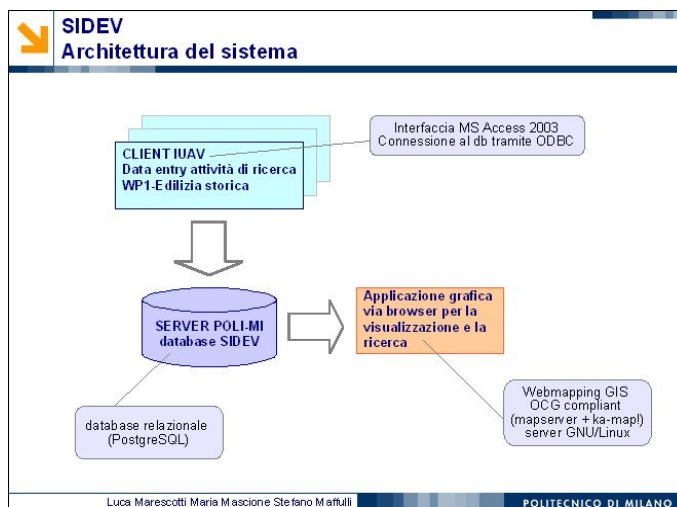 SIDEV
Architettura del sistema
Interfaccia MS Access 2003
Connessione al db tramite ODBC
CLIENT IUAV
Data entry attività di ricerca
WP1-Edilizia storica
SERVER POLI-MI
database SIDEV
Applicazione grafica
via browser per la
visualizzazione e la
ricerca
database relazionale
(PostgreSQL)
Webmapping GIS
OCG compliant
(mapserver + ka-map!)
server GNU/Linux
Luca Marescotti Maria Mascione Stefano Maffulli
POLITECNICO DI MILANO